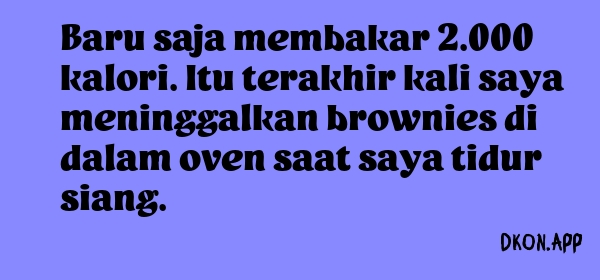 Baru saja membakar 2.000
kalori. Itu terakhir kali saya
meninggalkan brownies di
dalam oven saat saya tidur
siang.
DKON.APP